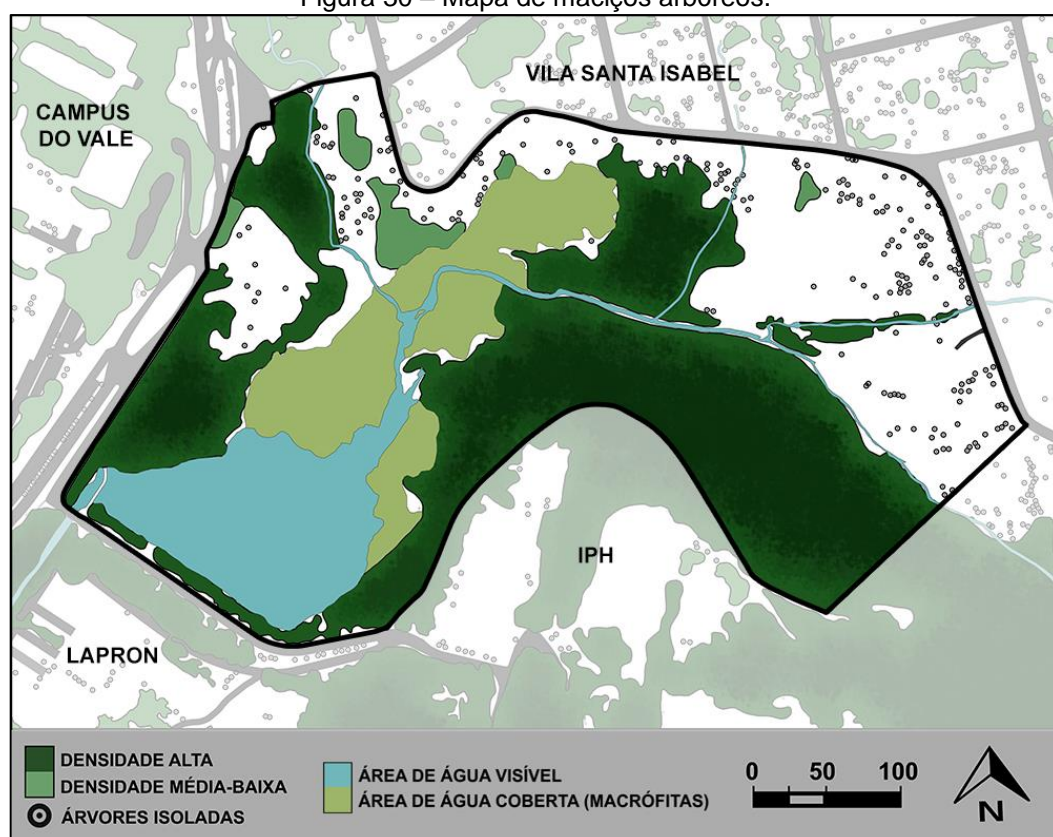 Figura 30 – Mapa de maciços arbóreos.
VILA SANTA ISABEL
CAMPUS
DO VALE
IPH
LAPRON
DENSIDADE ALTA
DENSIDADE MÉDIA-BAIXA
ÁRVORES ISOLADAS
ÁREA DE ÁGUA VISÍVEL
ÁREA DE ÁGUA COBERTA (MACRÓFITAS)
0 50 100
N